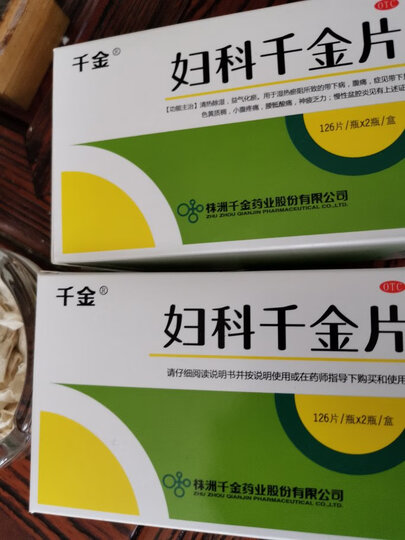 千金®
OTC
妇科千金片
【功能主治】清热除湿，益气化瘀。用于湿热瘀阻所致的带下病，腹痛，症见带下
色黄质稠，小腹疼痛，腰骶酸痛，神疲乏力；慢性盆腔炎见有上述
126片/瓶x2瓶/盒
株洲千金药业股份有限公司
ZHU ZHOU QIANJIN PHARMACEUTICAL CO.,LTD.
千金®
OTC
妇科千金片
请仔细阅读说明书并按说明使用或在药师指导下购买和使用
126片/瓶x2瓶/盒
株洲千金药业股份有限公司
ZHU ZHOU QIANJIN PHARMACEUTICAL CO.,LTD.